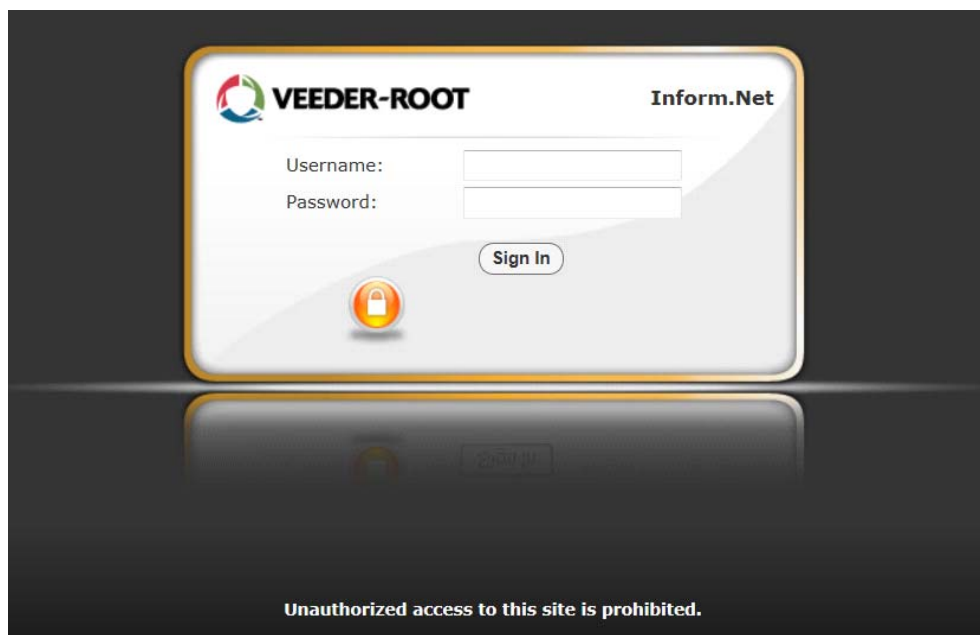 VEEDER-ROOT
Inform.Net
Username:
Password:
Sign In
Unauthorized access to this site is prohibited.